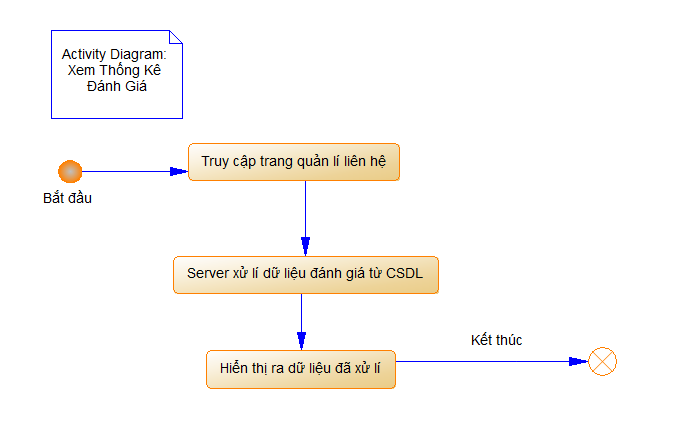 Activity Diagram:
Xem Thống Kê
Đánh Giá
Truy cập trang quản lí liên hệ
Bắt đầu
Server xử lí dữ liệu đánh giá từ CSDL
Kết thúc
Hiển thị ra dữ liệu đã xử lí